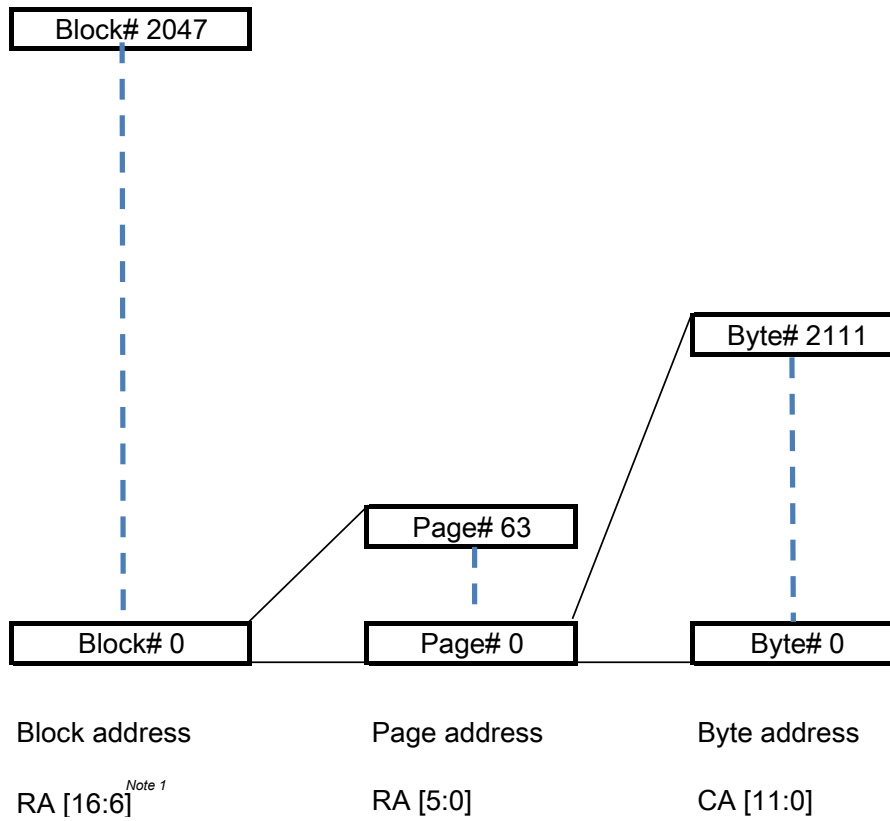 Block# 2047
Byte# 2111
Page# 63
Block# 0
Page# 0
Byte# 0
Block address
Page address
Byte address
RA [16:6] Note 1
RA [5:0]
CA [11:0]